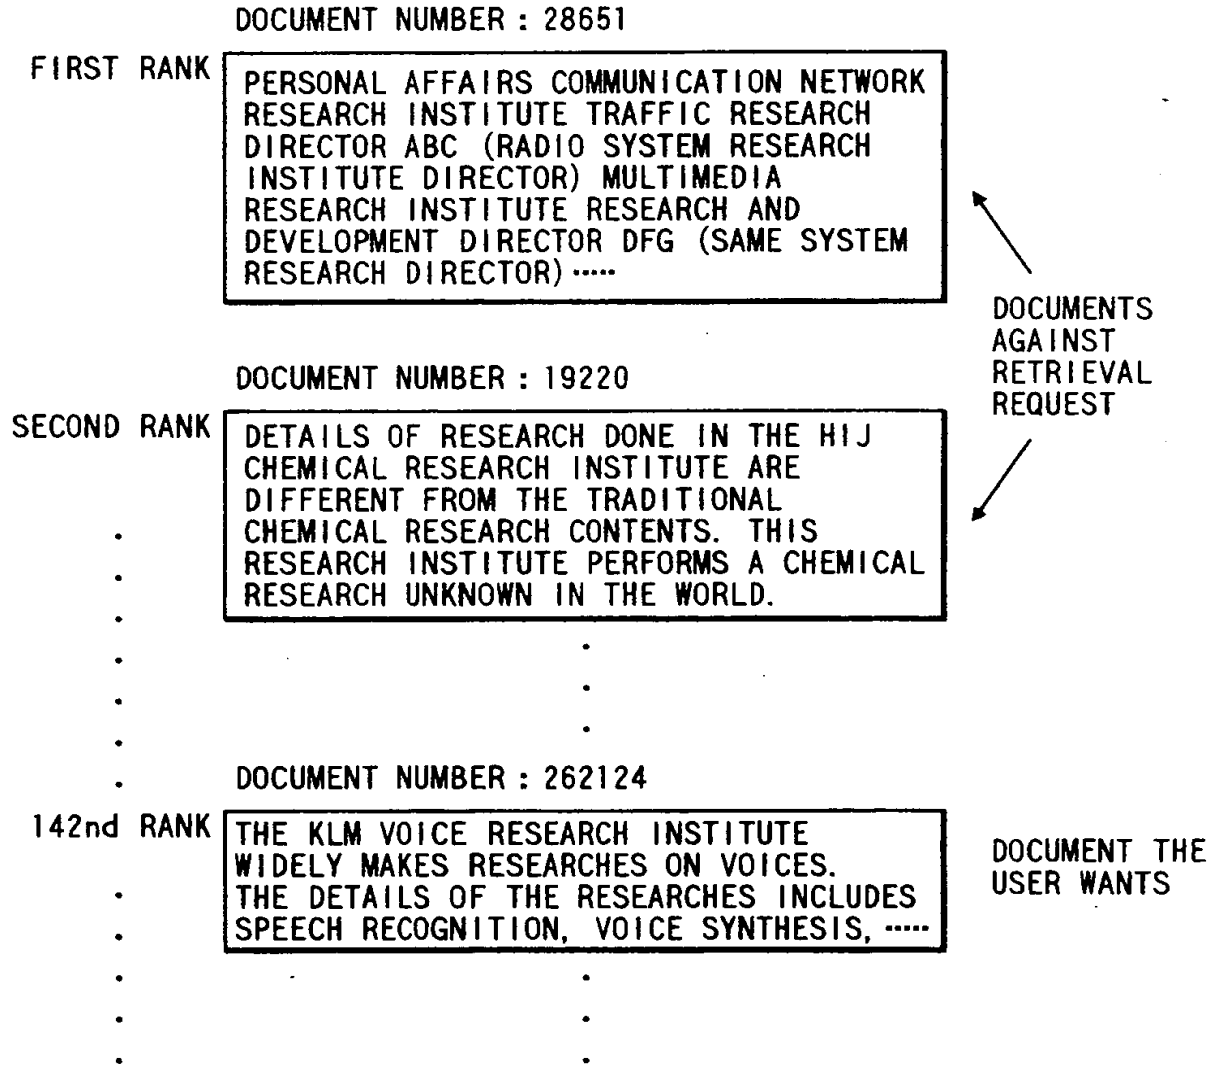 DOCUMENT NUMBER : 28651
FIRST RANK
PERSONAL AFFAIRS COMMUNICATION NETWORK
RESEARCH INSTITUTE TRAFFIC RESEARCH
DIRECTOR ABC (RADIO SYSTEM RESEARCH
INSTITUTE DIRECTOR) MULTIMEDIA
RESEARCH INSTITUTE RESEARCH AND
DEVELOPMENT DIRECTOR DFG (SAME SYSTEM
RESEARCH DIRECTOR) .....
DOCUMENTS
AGAINST
RETRIEVAL
REQUEST
DOCUMENT NUMBER : 19220
SECOND RANK
DETAILS OF RESEARCH DONE IN THE HIJ
CHEMICAL RESEARCH INSTITUTE ARE
DIFFERENT FROM THE TRADITIONAL
CHEMICAL RESEARCH CONTENTS. THIS
RESEARCH INSTITUTE PERFORMS A CHEMICAL
RESEARCH UNKNOWN IN THE WORLD.
DOCUMENT NUMBER : 262124
142nd RANK
THE KLM VOICE RESEARCH INSTITUTE
WIDELY MAKES RESEARCHES ON VOICES.
THE DETAILS OF THE RESEARCHES INCLUDES
SPEECH RECOGNITION, VOICE SYNTHESIS, .....
DOCUMENT THE
USER WANTS